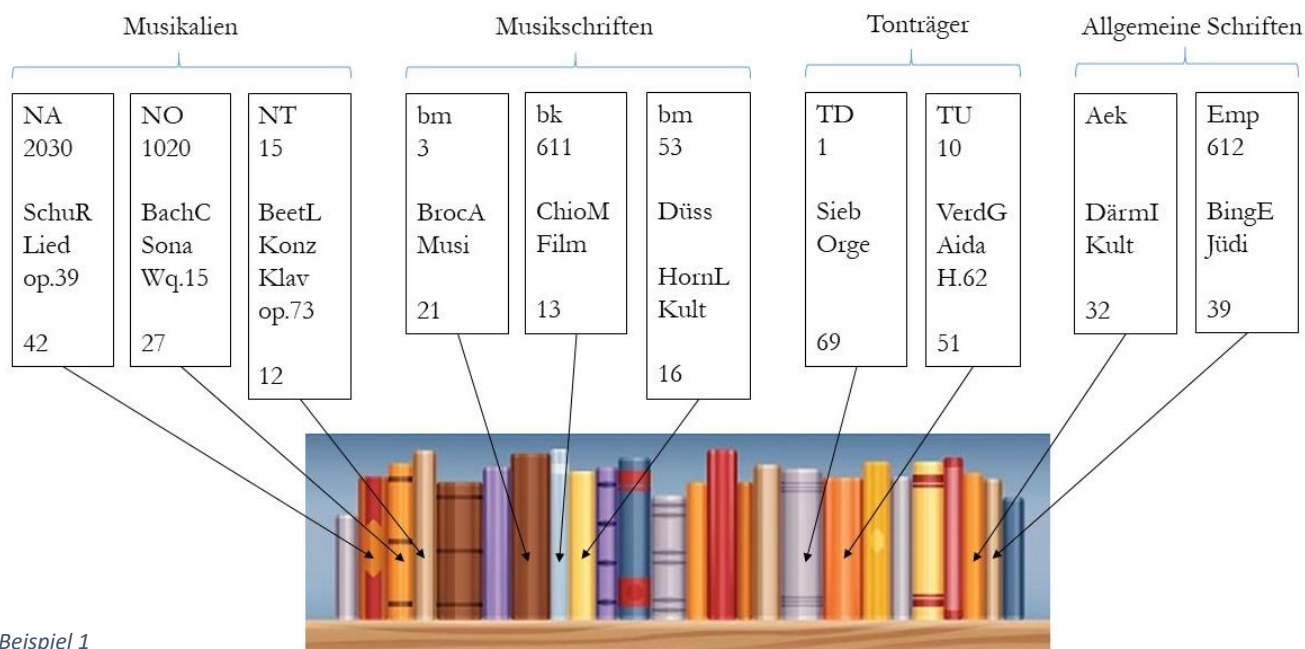 Musikalien
Musikschriften
Tonträger
Allgemeine Schriften
NA
2030
SchuR
Lied
op.39
42
NO
1020
BachC
Sona
Wq.15
27
NT
15
BeetL
Konz
Klav
op.73
12
bm
3
BrocA
Musi
21
bk
611
ChioM
Film
13
bm
53
Düss
HornL
Kult
16
TD
1
Sieb
Orge
69
TU
10
VerdG
Aida
H.62
51
Aek
DärmI
Kult
32
Emp
612
BingE
Jüdi
39
Beispiel 1